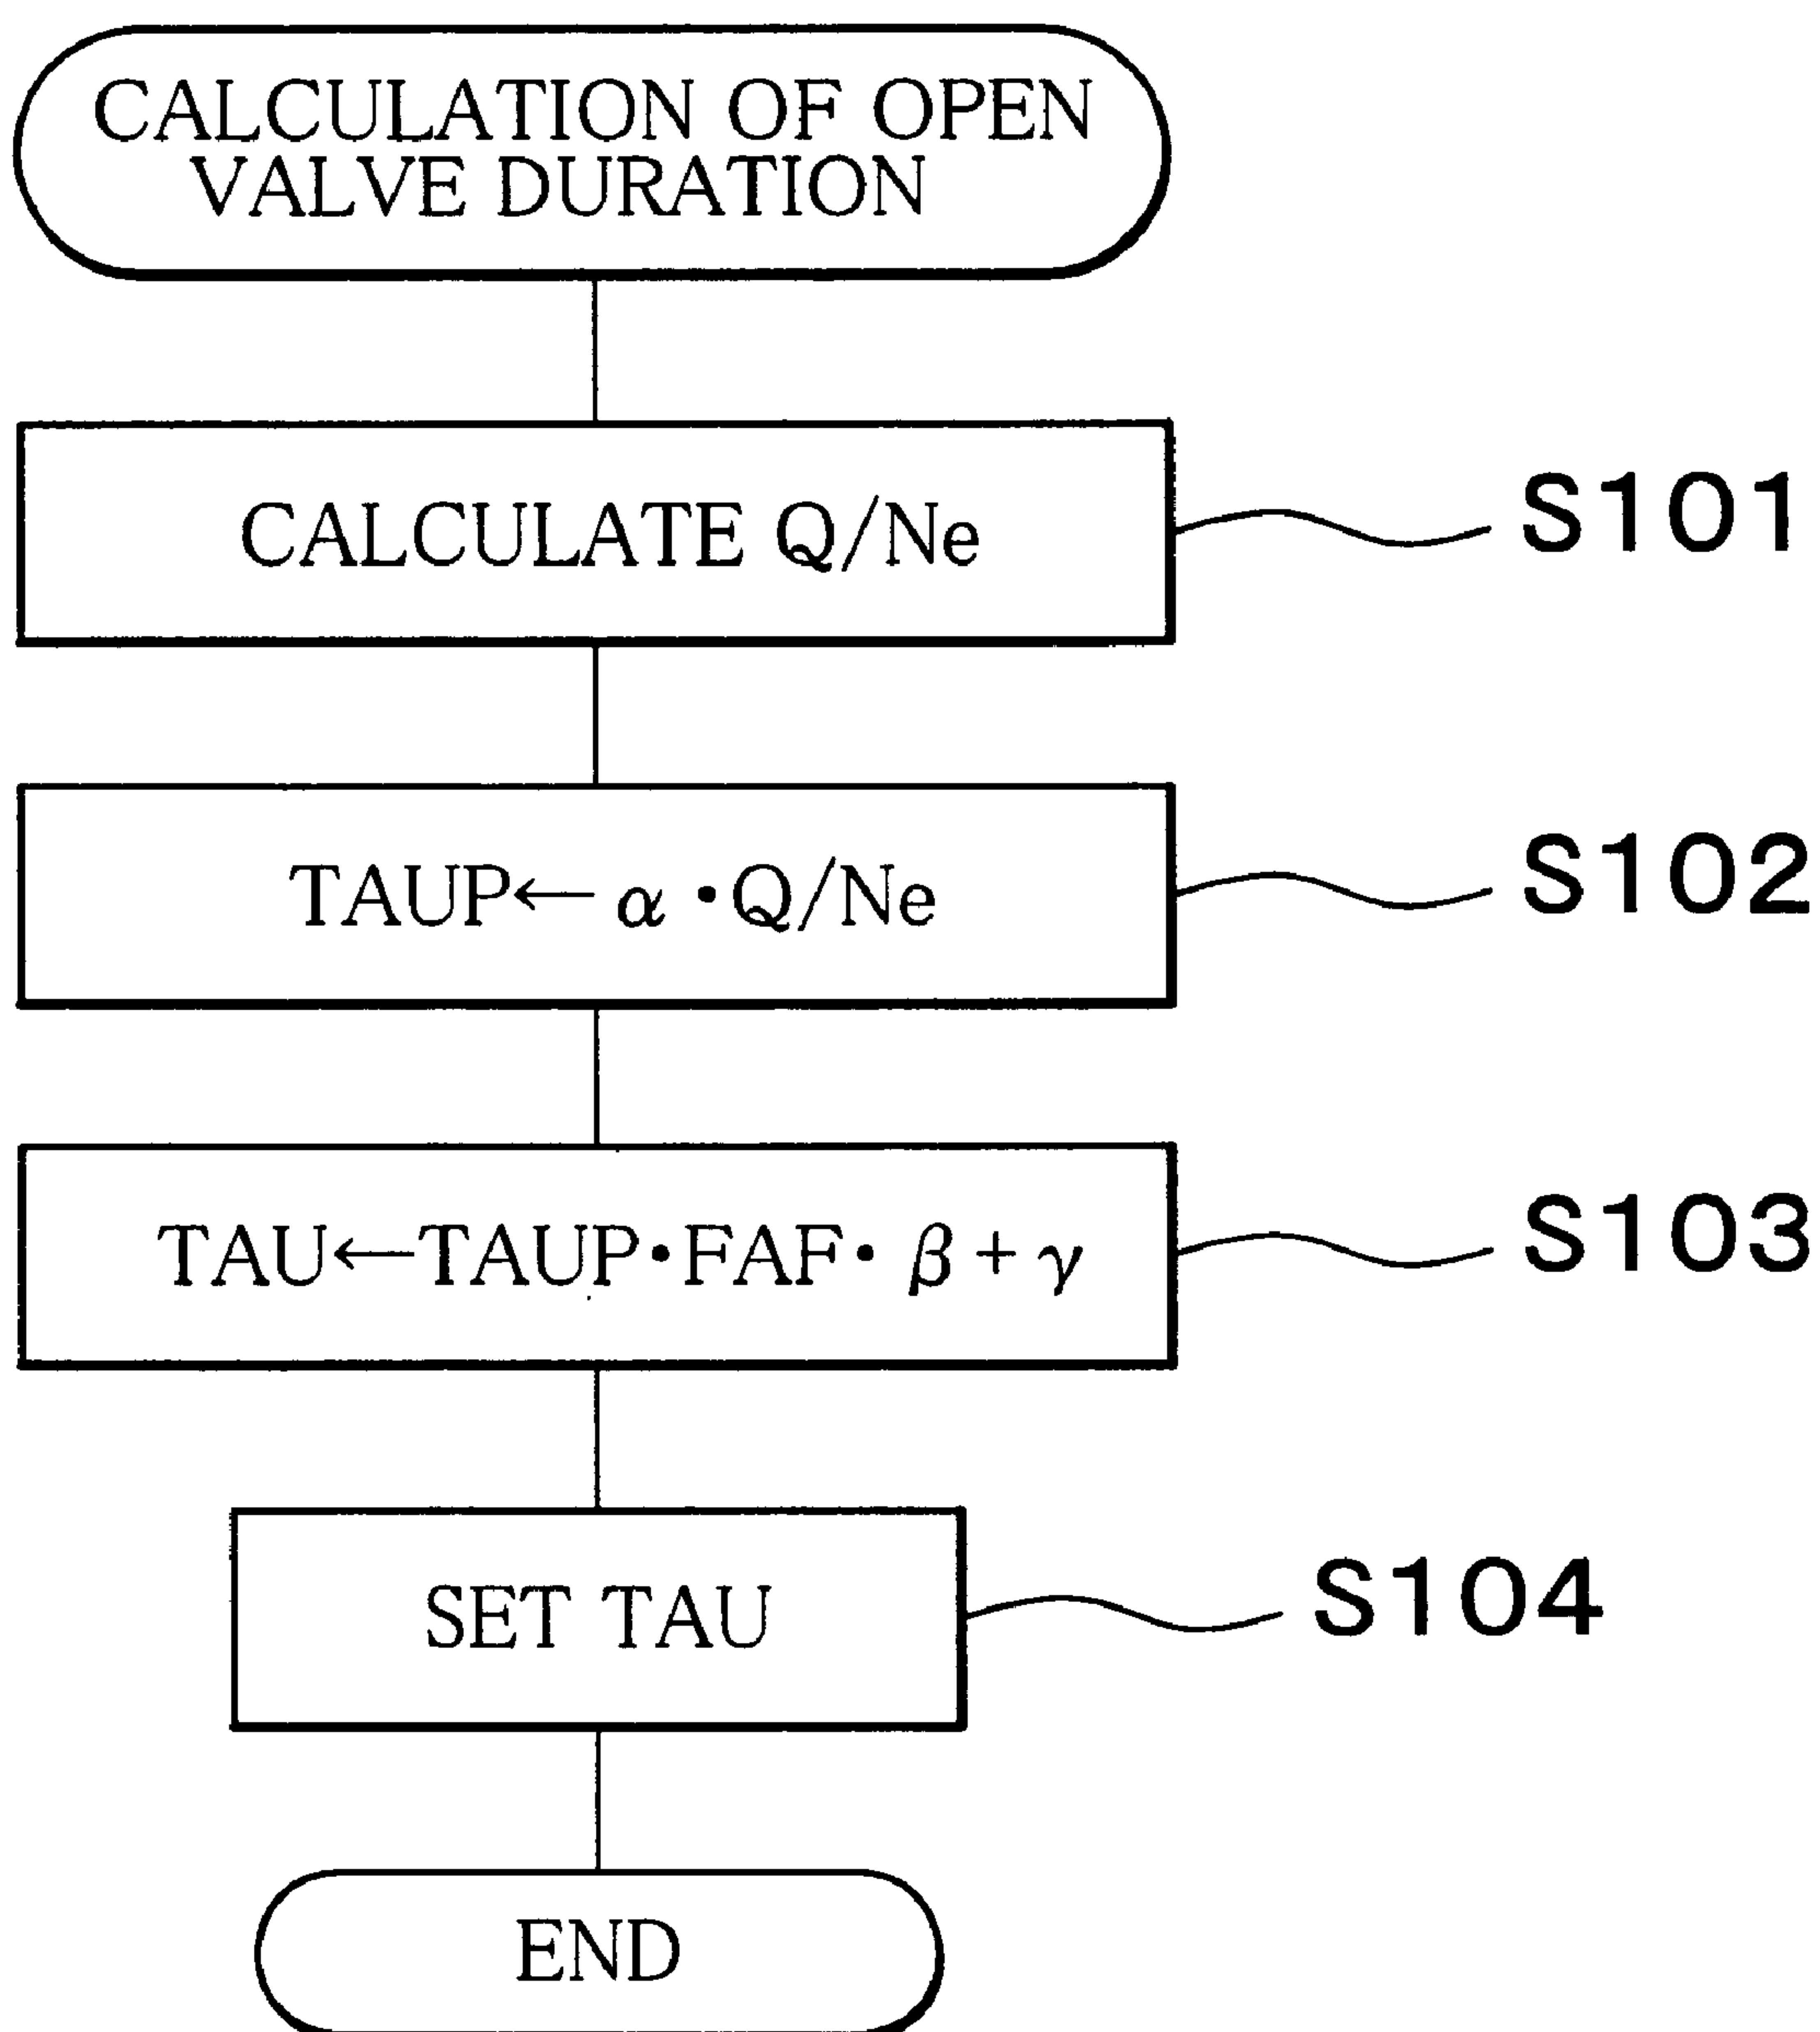 CALCULATION OF OPEN
VALVE DURATION
CALCULATE Q/Ne
S101
TAUP← α ·Q/Ne
S102
TAU←TAUP·FAF· β + γ
S103
SET TAU
S104
END